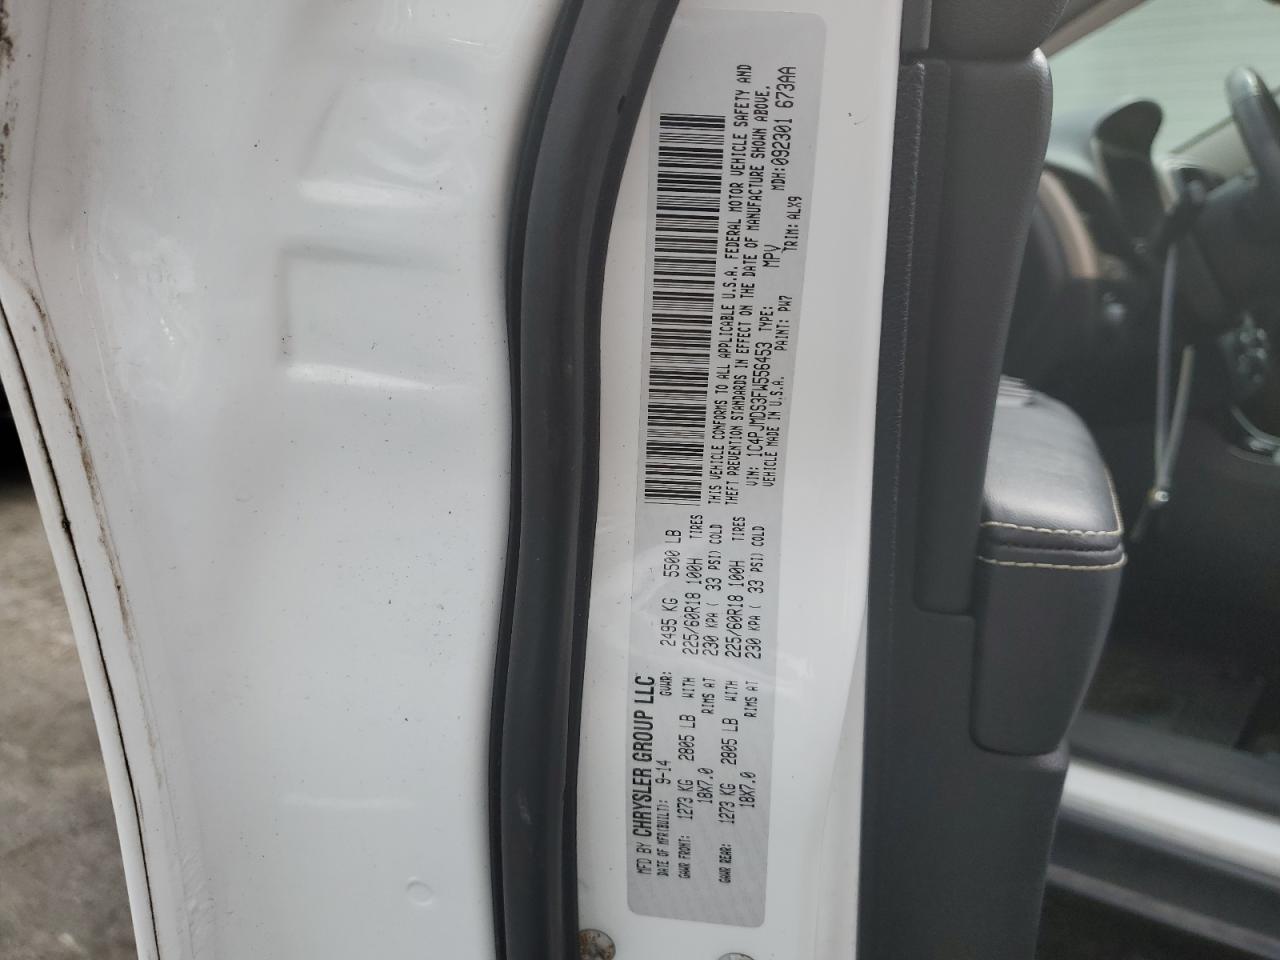 MFD BY CHRYSLER GROUP LLC
DATE OF MFR(BUILT): 9-14 GVWR: 2495 KG 5500 LB
GAWR FRONT: 1273 KG 2805 LB WITH 225/60R18 100H TIRES
18X7.0 RIMS AT 230 KPA ( 33 PSI) COLD
GAWR REAR: 1273 KG 2805 LB WITH 225/60R18 100H TIRES
18X7.0 RIMS AT 230 KPA ( 33 PSI) COLD
THIS VEHICLE CONFORMS TO ALL APPLICABLE U.S.A. FEDERAL MOTOR VEHICLE SAFETY AND
THEFT PREVENTION STANDARDS IN EFFECT ON THE DATE OF MANUFACTURE SHOWN ABOVE.
VIN: 1C4PJMDS3FW556453 TYPE: MPV MDH:092301 673AA
VEHICLE MADE IN U.S.A. PAINT: PW7 TRIM: ALX9